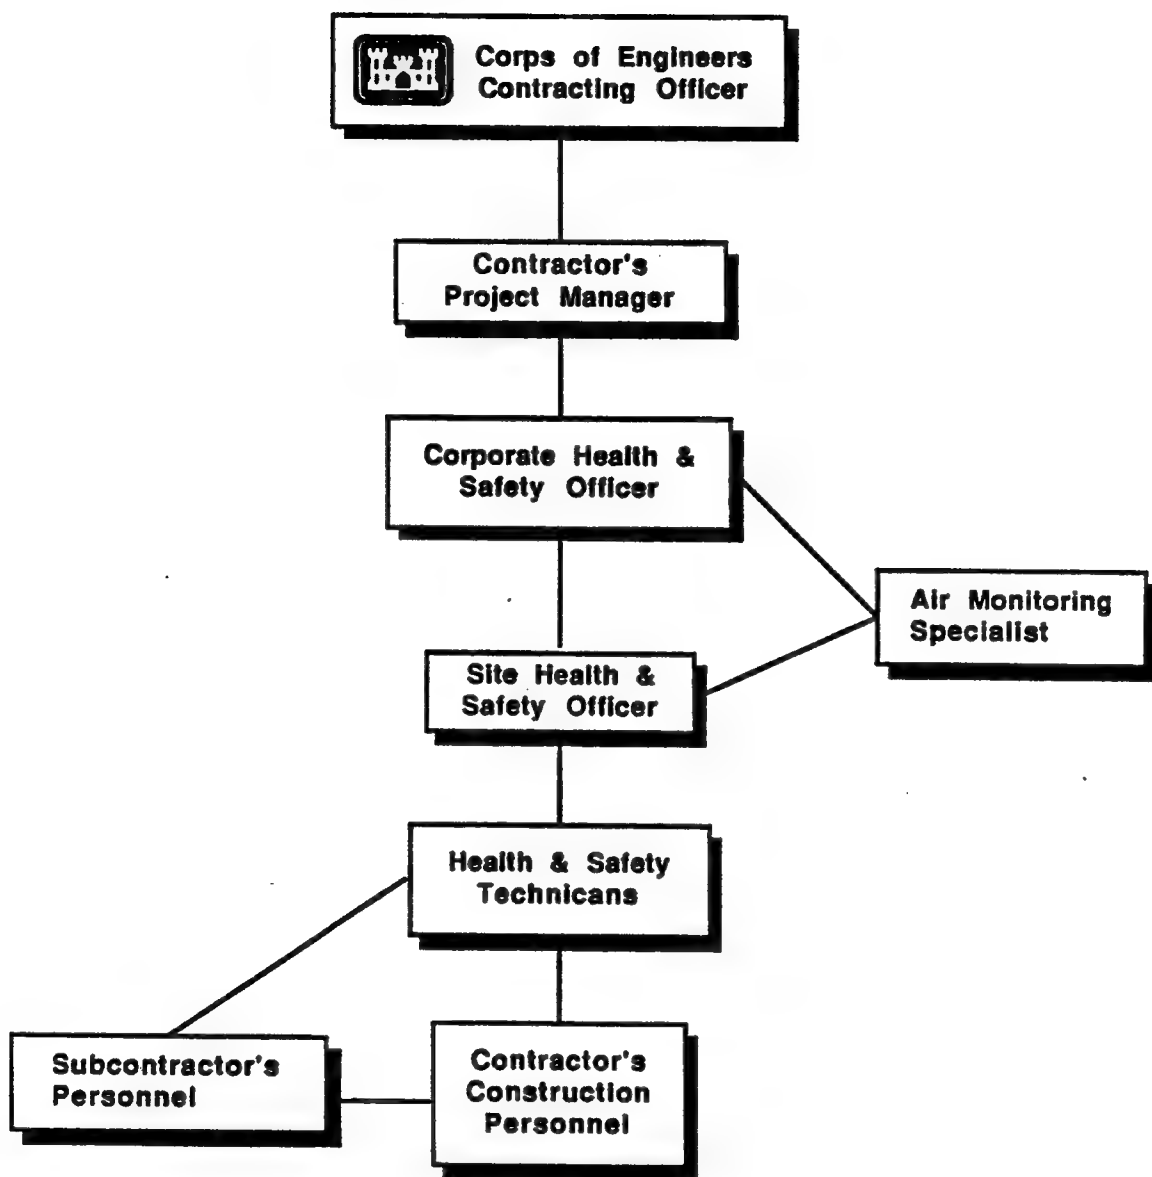 Corps of Engineers
Contracting Officer
Contractor's
Project Manager
Corporate Health &
Safety Officer
Air Monitoring
Specialist
Site Health &
Safety Officer
Health & Safety
Technicans
Subcontractor's
Personnel
Contractor's
Construction
Personnel